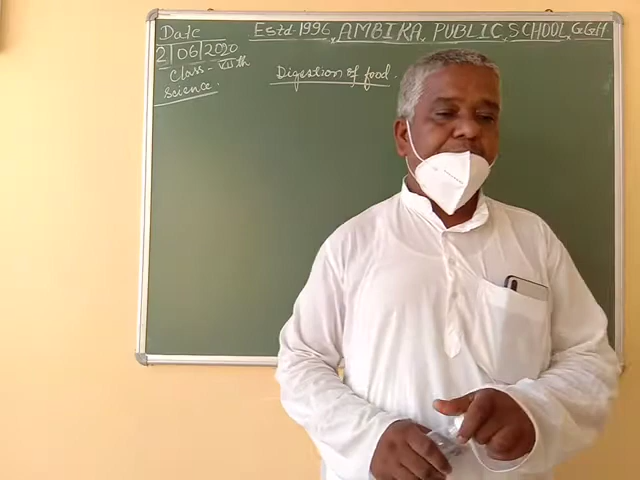 Date
2/06/2020
Class - VIIth
Science.
Estd. 1996, AMBIKA, PUBLIC, SCHOOL, GGH
Digestion of food.